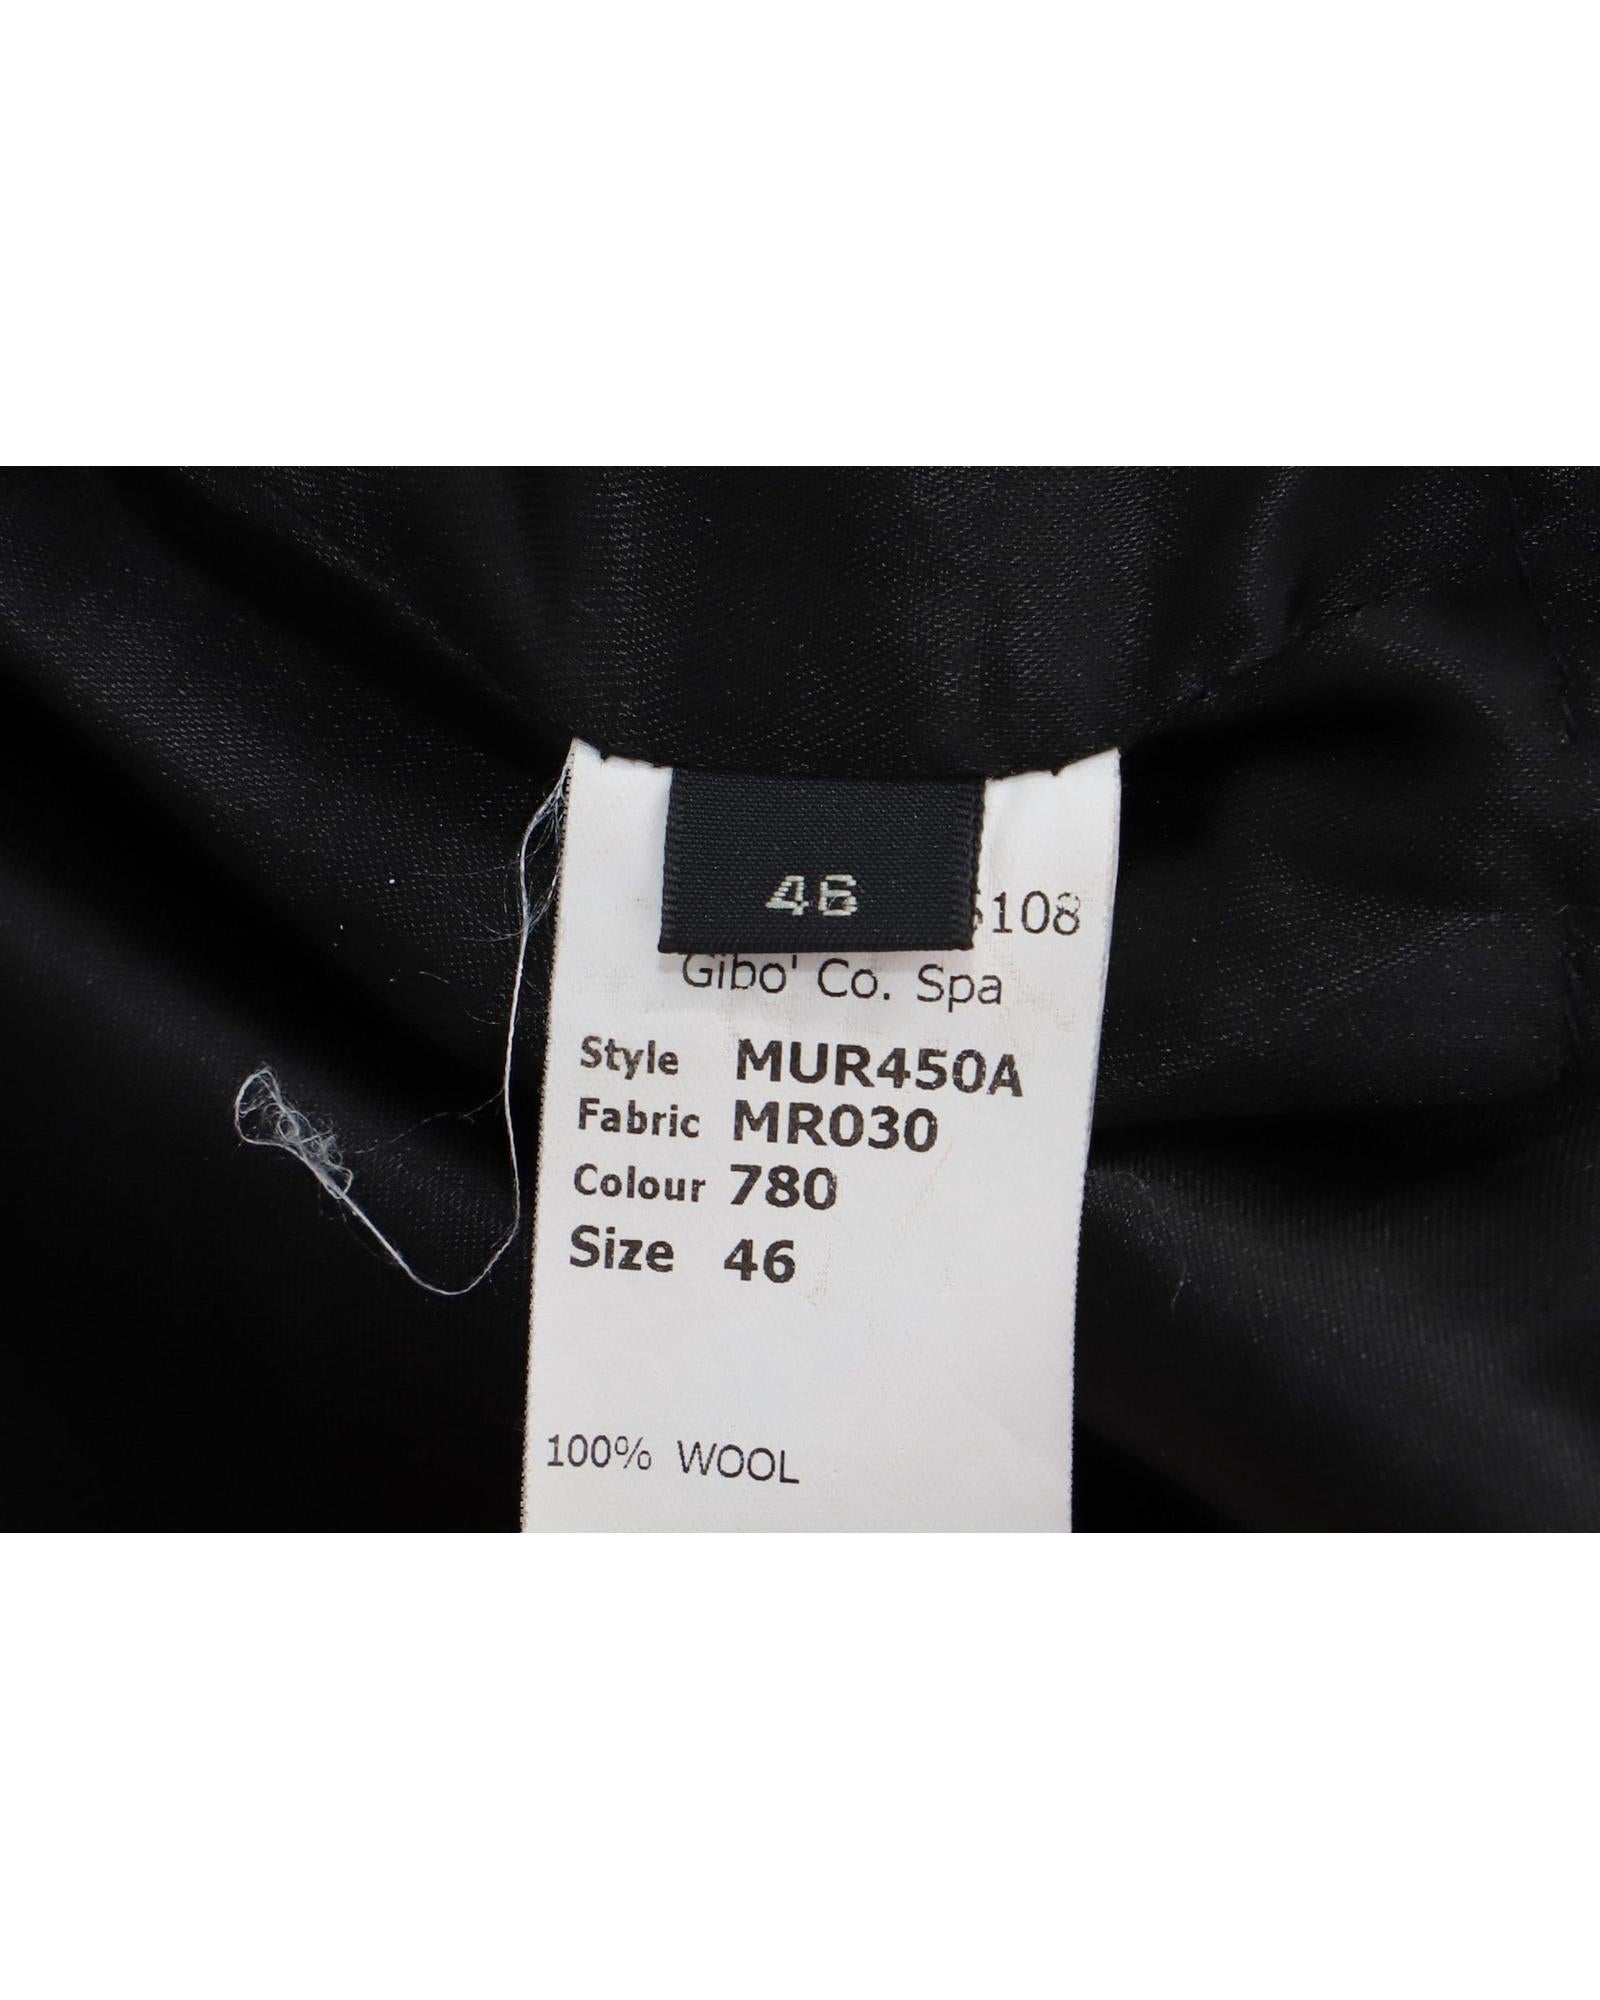 46
108
Gibo' Co. Spa
Style MUR450A
Fabric MR030
Colour 780
Size 46
100% WOOL